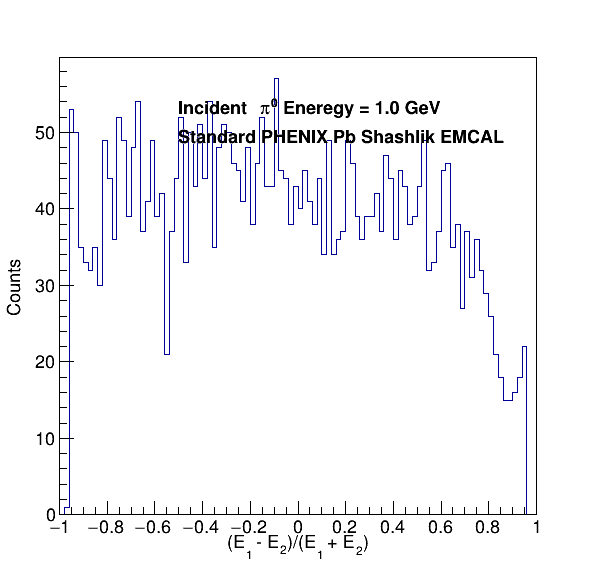 Incident π⁰ Eneregy = 1.0 GeV
Standard PHENIX Pb Shashlik EMCAL
Counts
50
40
30
20
10
0
−1 −0.8 −0.6 −0.4 −0.2 0 0.2 0.4 0.6 0.8 1
(E₁ - E₂)/(E₁ + E₂)